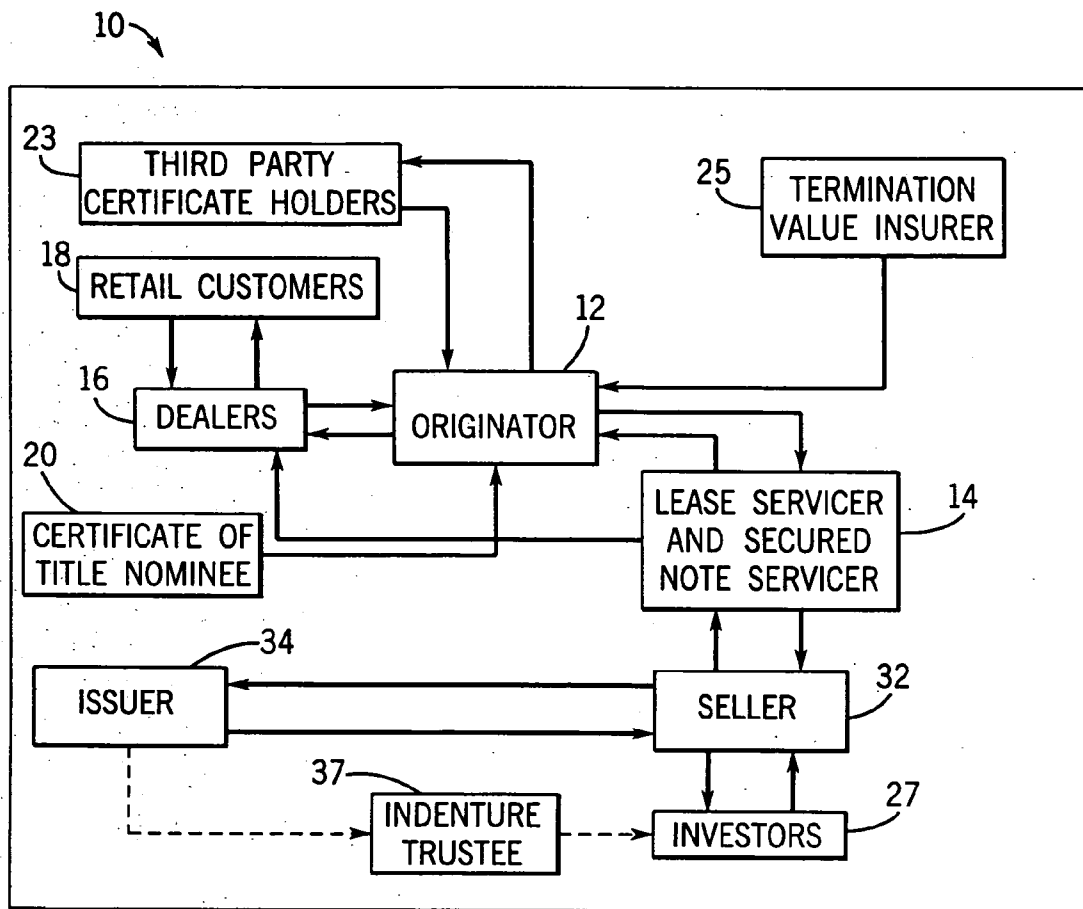 10
23
THIRD PARTY
CERTIFICATE HOLDERS
25
TERMINATION
VALUE INSURER
18
RETAIL CUSTOMERS
12
ORIGINATOR
16
DEALERS
20
CERTIFICATE OF
TITLE NOMINEE
LEASE SERVICER
AND SECURED
NOTE SERVICER
14
34
ISSUER
SELLER
32
37
INDENTURE
TRUSTEE
INVESTORS
27